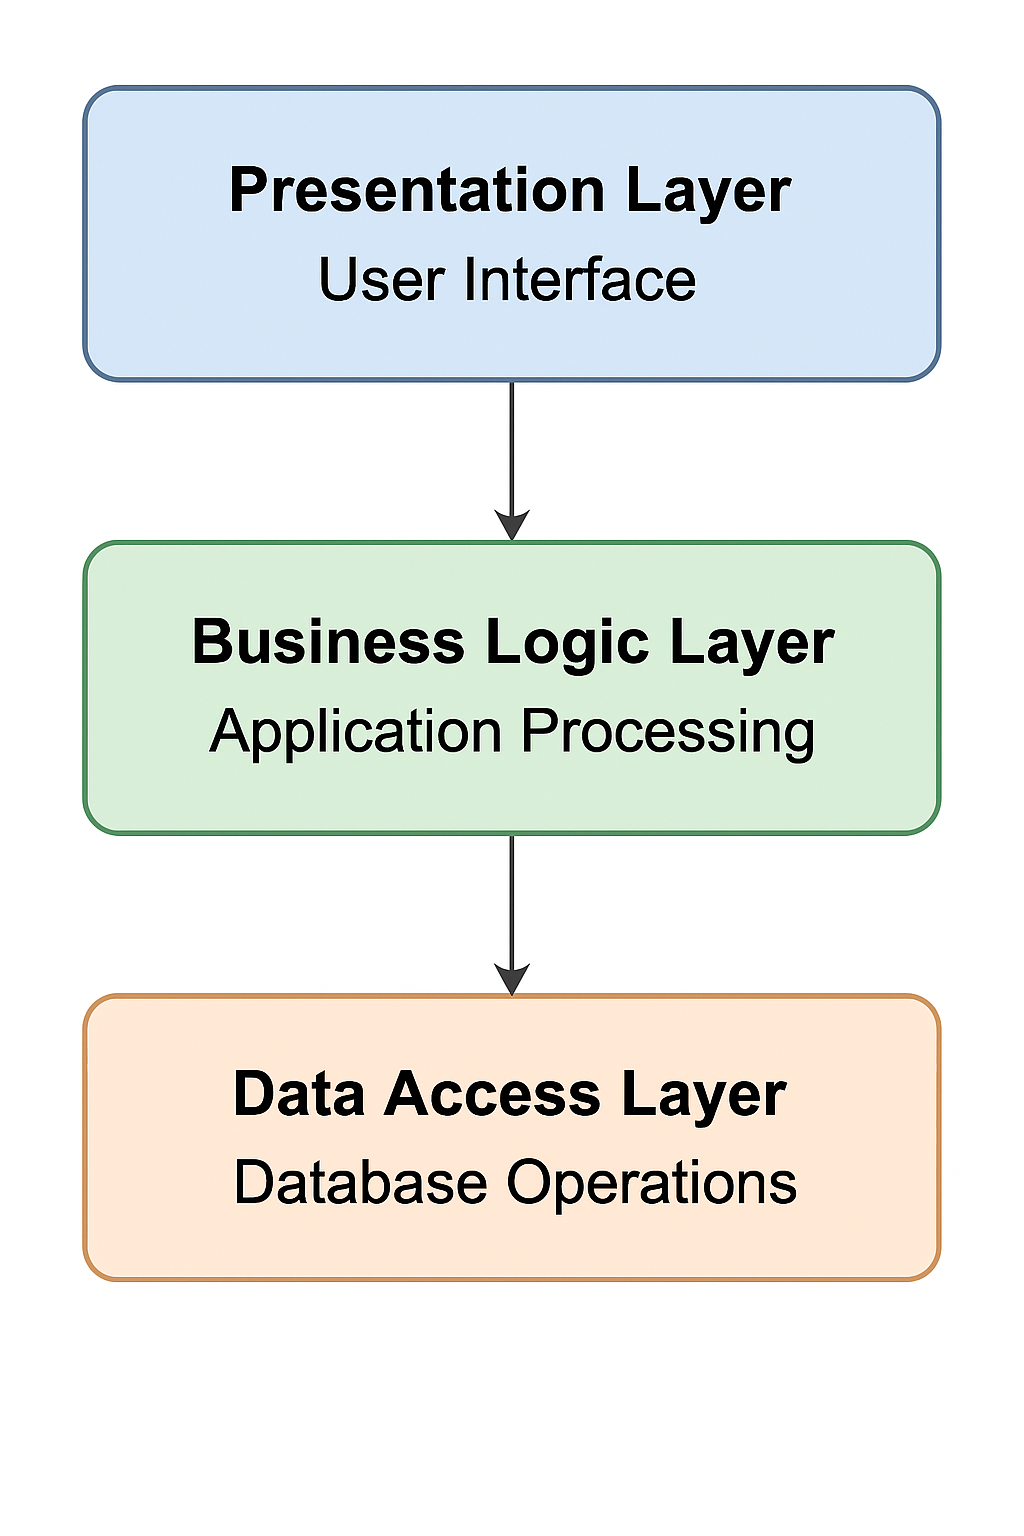 Presentation Layer
User Interface
Business Logic Layer
Application Processing
Data Access Layer
Database Operations